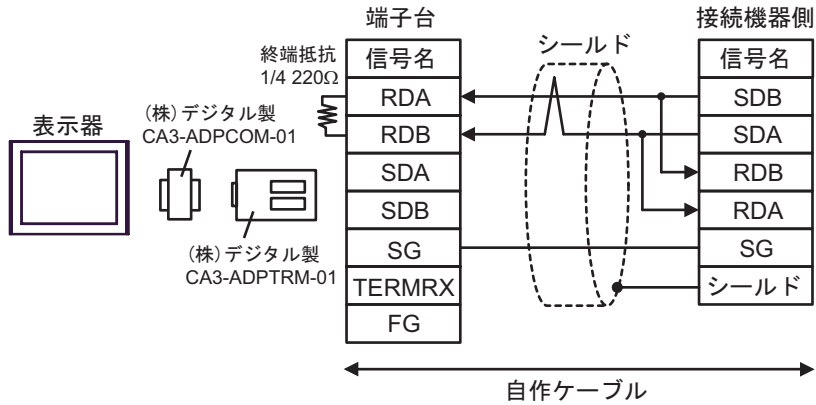 端子台
接続機器側
終端抵抗
1/4 220Ω
シールド
表示器
(株)デジタル製
CA3-ADPCOM-01
(株)デジタル製
CA3-ADPTRM-01
信号名
RDA
RDB
SDA
SDB
SG
TERMRX
FG
信号名
SDB
SDA
RDB
RDA
SG
シールド
自作ケーブル